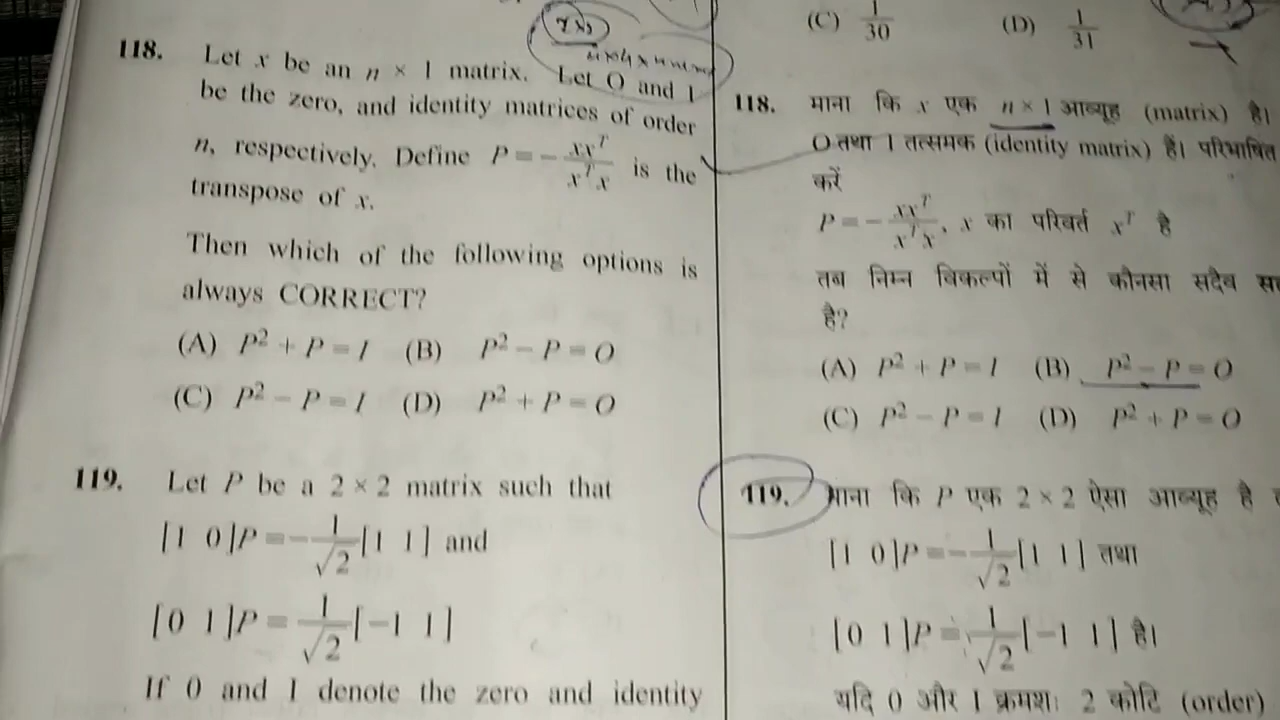 118. Let x be an n × 1 matrix. Let O and I
be the zero, and identity matrices of order
n, respectively. Define P = - xx^T / x^T x is the
transpose of x.
Then which of the following options is
always CORRECT?
(A) P² + P = I (B) P² - P = O
(C) P² - P = I (D) P² + P = O
119. Let P be a 2 × 2 matrix such that
[1 0]P = - 1/√2 [1 1] and
[0 1]P = 1/√2 [-1 1]
If 0 and I denote the zero and identity
(C) 1/30 (D) 1/31
118. माना कि x एक n × 1 आव्यूह (matrix) है।
O तथा I तत्समक (identity matrix) हैं। परिभाषित
करें
P = - xx^T / x^T x, x का परिवर्त x^T है
तब निम्न विकल्पों में से कौनसा सदैव
है?
(A) P² + P = I (B) P² - P = O
(C) P² - P = I (D) P² + P = O
119. माना कि P एक 2 × 2 ऐसा आव्यूह है
[1 0]P = - 1/√2 [1 1] तथा
[0 1]P = 1/√2 [-1 1] है।
यदि 0 और I क्रमशः 2 कोटि (order)